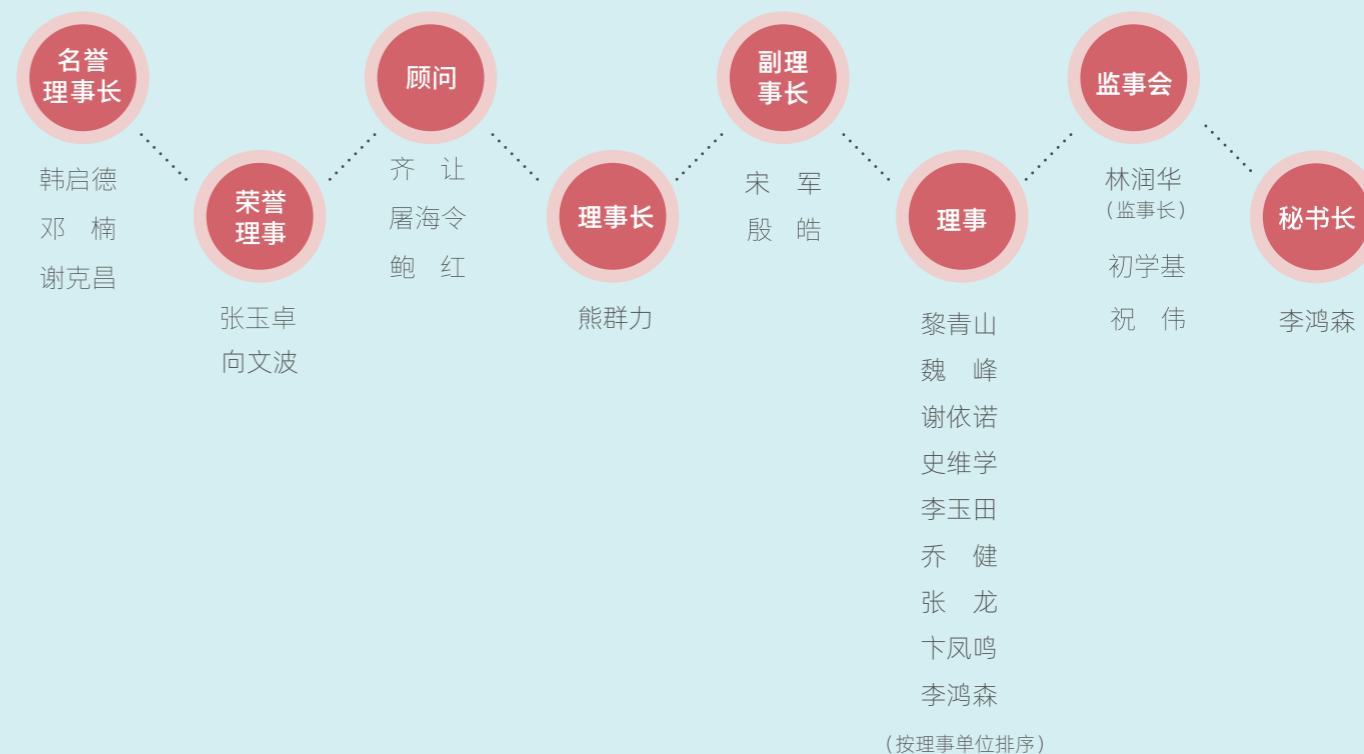 名誉
理事长
韩启德
邓　楠
谢克昌
荣誉
理事
张玉卓
向文波
顾问
齐　让
屠海令
鲍　红
理事长
熊群力
副理
事长
宋　军
殷　皓
理事
黎青山
魏　峰
谢依诺
史维学
李玉田
乔　健
张　龙
卞凤鸣
李鸿森
（按理事单位排序）
监事会
林润华
（监事长）
初学基
祝　伟
秘书长
李鸿森